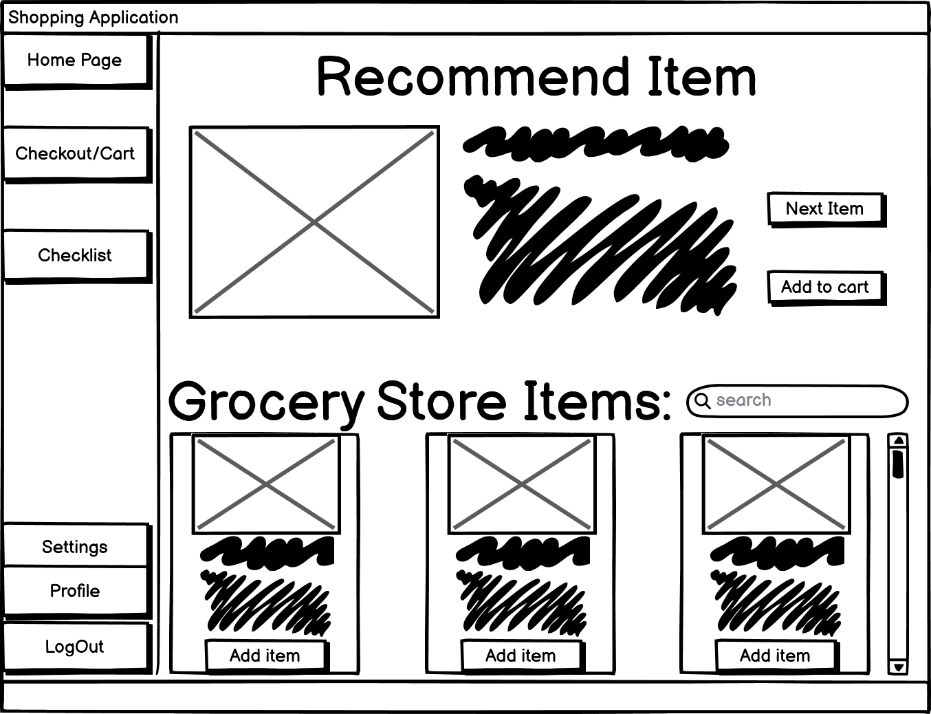 Shopping Application
Home Page
Checkout/Cart
Checklist
Settings
Profile
LogOut
Recommend Item
Next Item
Add to cart
Grocery Store Items:
search
Add item
Add item
Add item